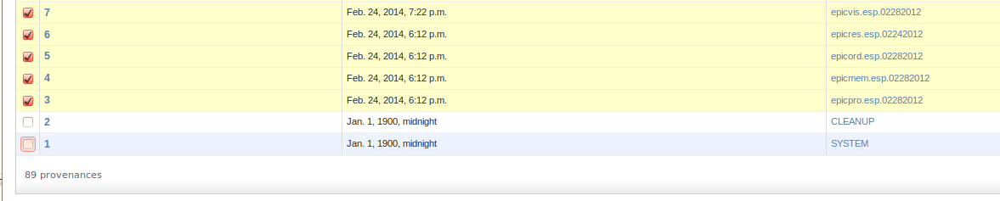 7 Feb. 24, 2014, 7:22 p.m. epicvis.esp.02282012
6 Feb. 24, 2014, 6:12 p.m. epicres.esp.02242012
5 Feb. 24, 2014, 6:12 p.m. epicord.esp.02282012
4 Feb. 24, 2014, 6:12 p.m. epicmem.esp.02282012
3 Feb. 24, 2014, 6:12 p.m. epicpro.esp.02282012
2 Jan. 1, 1900, midnight CLEANUP
1 Jan. 1, 1900, midnight SYSTEM
89 provenances